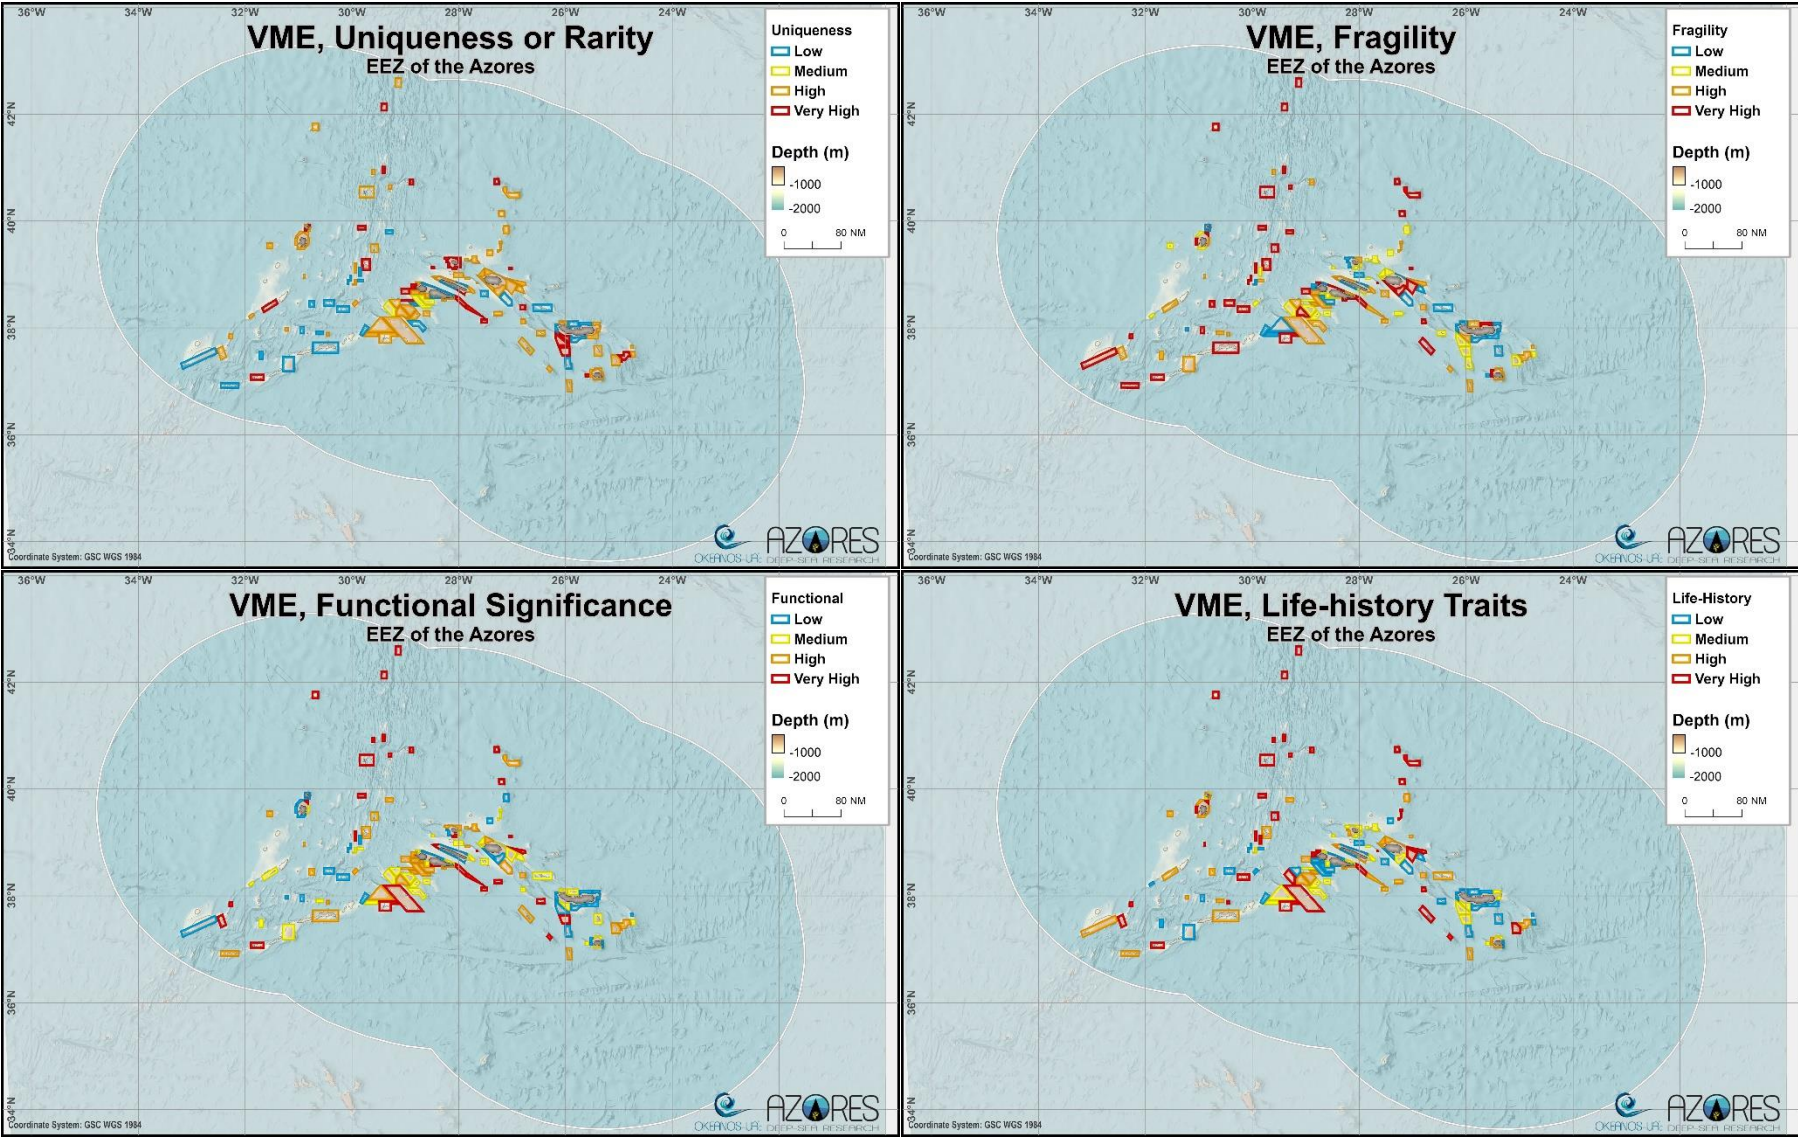 36°W 34°W 32°W 30°W 28°W 26°W 24°W
VME, Uniqueness or Rarity
EEZ of the Azores
Uniqueness
Low
Medium
High
Very High
Depth (m)
-1000
-2000
0 80 NM
42°N
40°N
38°N
36°N
34°N
Coordinate System: GSC WGS 1984
OKEANOS-UAc
AZORES
DEEP-SEA RESEARCH
36°W 34°W 32°W 30°W 28°W 26°W 24°W
VME, Fragility
EEZ of the Azores
Fragility
Low
Medium
High
Very High
Depth (m)
-1000
-2000
0 80 NM
42°N
40°N
38°N
36°N
34°N
Coordinate System: GSC WGS 1984
OKEANOS-UAc
AZORES
DEEP-SEA RESEARCH
36°W 34°W 32°W 30°W 28°W 26°W 24°W
VME, Functional Significance
EEZ of the Azores
Functional
Low
Medium
High
Very High
Depth (m)
-1000
-2000
0 80 NM
42°N
40°N
38°N
36°N
34°N
Coordinate System: GSC WGS 1984
OKEANOS-UAc
AZORES
DEEP-SEA RESEARCH
36°W 34°W 32°W 30°W 28°W 26°W 24°W
VME, Life-history Traits
EEZ of the Azores
Life-History
Low
Medium
High
Very High
Depth (m)
-1000
-2000
0 80 NM
42°N
40°N
38°N
36°N
34°N
Coordinate System: GSC WGS 1984
OKEANOS-UAc
AZORES
DEEP-SEA RESEARCH